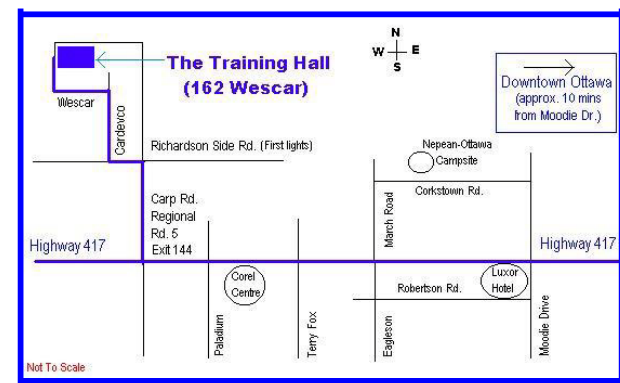 N
W E
S
The Training Hall
(162 Wescar)
Downtown Ottawa
(approx. 10 mins
from Moodie Dr.)
Wescar
Cardevco
Richardson Side Rd. (First lights)
Nepean-Ottawa
Campsite
Corkstown Rd.
March Road
Carp Rd.
Regional
Rd. 5
Exit 144
Highway 417
Highway 417
Corel
Centre
Robertson Rd.
Luxor
Hotel
Paladium
Terry Fox
Eagleson
Moodie Drive
Not To Scale